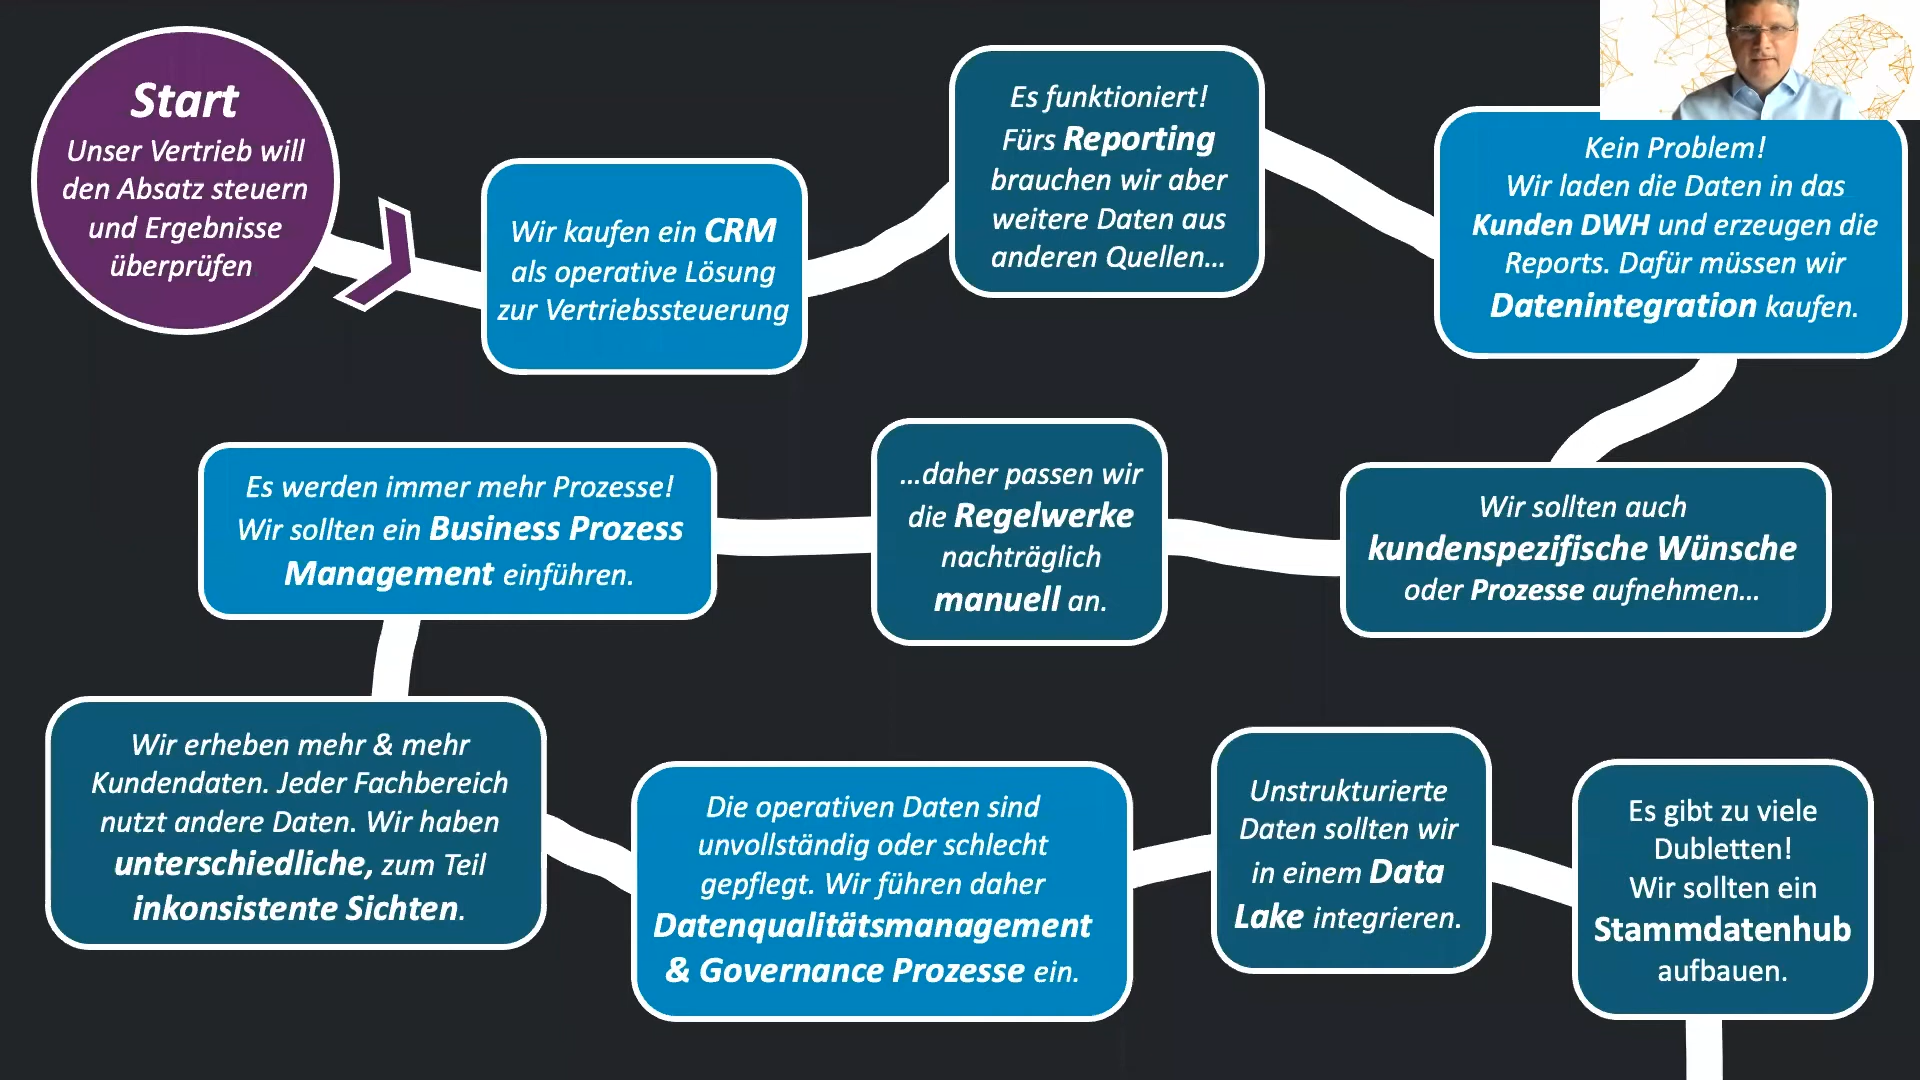 Start
Unser Vertrieb will
den Absatz steuern
und Ergebnisse
überprüfen
Wir kaufen ein CRM
als operative Lösung
zur Vertriebssteuerung
Es funktioniert!
Fürs Reporting
brauchen wir aber
weitere Daten aus
anderen Quellen...
Kein Problem!
Wir laden die Daten in das
Kunden DWH und erzeugen die
Reports. Dafür müssen wir
Datenintegration kaufen.
Wir sollten auch
kundenspezifische Wünsche
oder Prozesse aufnehmen...
...daher passen wir
die Regelwerke
nachträglich
manuell an.
Es werden immer mehr Prozesse!
Wir sollten ein Business Prozess
Management einführen.
Wir erheben mehr & mehr
Kundendaten. Jeder Fachbereich
nutzt andere Daten. Wir haben
unterschiedliche, zum Teil
inkonsistente Sichten.
Die operativen Daten sind
unvollständig oder schlecht
gepflegt. Wir führen daher
Datenqualitätsmanagement
& Governance Prozesse ein.
Unstrukturierte
Daten sollten wir
in einem Data
Lake integrieren.
Es gibt zu viele
Dubletten!
Wir sollten ein
Stammdatenhub
aufbauen.